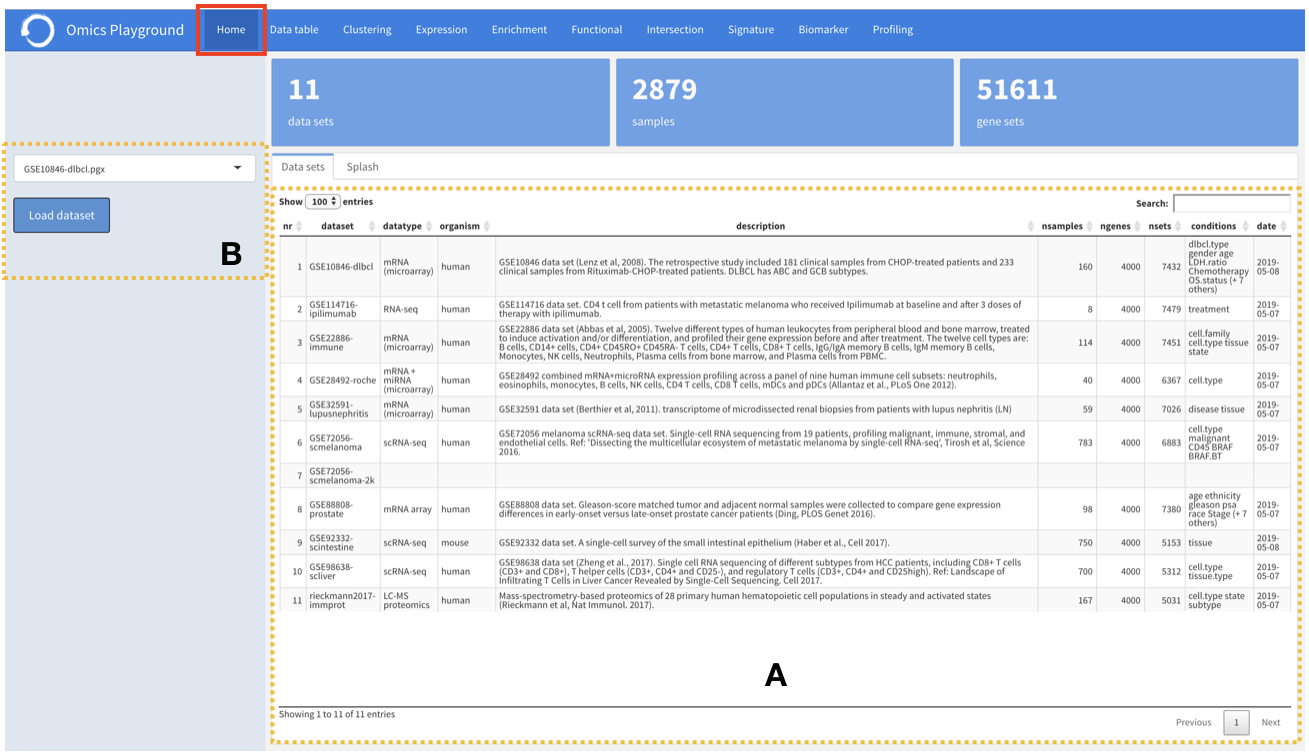 Omics Playground Home Data table Clustering Expression Enrichment Functional Intersection Signature Biomarker Profiling
11
data sets
2879
samples
51611
gene sets
GSE10846-dlbcl.pgx
Load dataset
B
Data sets Splash
Show 100 entries
Search:
nr dataset datatype organism description nsamples ngenes nsets conditions date
1 GSE10846-dlbcl mRNA (microarray) human GSE10846 data set (Lenz et al, 2008). The retrospective study included 181 clinical samples from CHOP-treated patients and 233 clinical samples from Rituximab-CHOP-treated patients. DLBCL has ABC and GCB subtypes. 160 4000 7432 dlbcl.type gender age LDH.ratio Chemotherapy OS.status (+ 7 others) 2019-05-08
2 GSE114716-ipilimumab RNA-seq human GSE114716 data set. CD4 t cell from patients with metastatic melanoma who received Ipilimumab at baseline and after 3 doses of therapy with ipilimumab. 8 4000 7479 treatment 2019-05-07
3 GSE22886-immune mRNA (microarray) human GSE22886 data set (Abbas et al, 2005). Twelve different types of human leukocytes from peripheral blood and bone marrow, treated to induce activation and/or differentiation, and profiled their gene expression before and after treatment. The twelve cell types are: B cells, CD14+ cells, CD4+ CD45RO+ CD45RA- T cells, CD4+ T cells, CD8+ T cells, IgG/IgA memory B cells, IgM memory B cells, Monocytes, NK cells, Neutrophils, Plasma cells from bone marrow, and Plasma cells from PBMC. 114 4000 7451 cell.family cell.type tissue state 2019-05-07
4 GSE28492-roche mRNA + miRNA (microarray) human GSE28492 combined mRNA+microRNA expression profiling across a panel of nine human immune cell subsets: neutrophils, eosinophils, monocytes, B cells, NK cells, CD4 T cells, CD8 T cells, mDCs and pDCs (Allantaz et al., PLoS One 2012). 40 4000 6367 cell.type 2019-05-07
5 GSE32591-lupusnephritis mRNA (microarray) human GSE32591 data set (Berthier et al, 2011). transcriptome of microdissected renal biopsies from patients with lupus nephritis (LN) 59 4000 7026 disease tissue 2019-05-07
6 GSE72056-scmelanoma scRNA-seq human GSE72056 melanoma scRNA-seq data set. Single-cell RNA sequencing from 19 patients, profiling malignant, immune, stromal, and endothelial cells. Ref: 'Dissecting the multicellular ecosystem of metastatic melanoma by single-cell RNA-seq', Tirosh et al, Science 2016. 783 4000 6883 cell.type malignant CD45 BRAF BRAF.BT 2019-05-07
7 GSE72056-scmelanoma-2k
8 GSE88808-prostate mRNA array human GSE88808 data set. Gleason-score matched tumor and adjacent normal samples were collected to compare gene expression differences in early-onset versus late-onset prostate cancer patients (Ding, PLOS Genet 2016). 98 4000 7380 age ethnicity gleason psa race Stage (+ 7 others) 2019-05-07
9 GSE92332-scintestine scRNA-seq mouse GSE92332 data set. A single-cell survey of the small intestinal epithelium (Haber et al., Cell 2017). 750 4000 5153 tissue 2019-05-08
10 GSE98638-scliver scRNA-seq human GSE98638 data set (Zheng et al., 2017). Single cell RNA sequencing of different subtypes from HCC patients, including CD8+ T cells (CD3+ and CD8+), T helper cells (CD3+, CD4+ and CD25-), and regulatory T cells (CD3+, CD4+ and CD25high). Ref: Landscape of Infiltrating T Cells in Liver Cancer Revealed by Single-Cell Sequencing. Cell 2017. 700 4000 5312 cell.type tissue.type 2019-05-07
11 rieckmann2017-immprot LC-MS proteomics human Mass-spectrometry-based proteomics of 28 primary human hematopoietic cell populations in steady and activated states (Rieckmann et al, Nat Immunol. 2017). 167 4000 5031 cell.type state subtype 2019-05-07
A
Showing 1 to 11 of 11 entries
Previous 1 Next